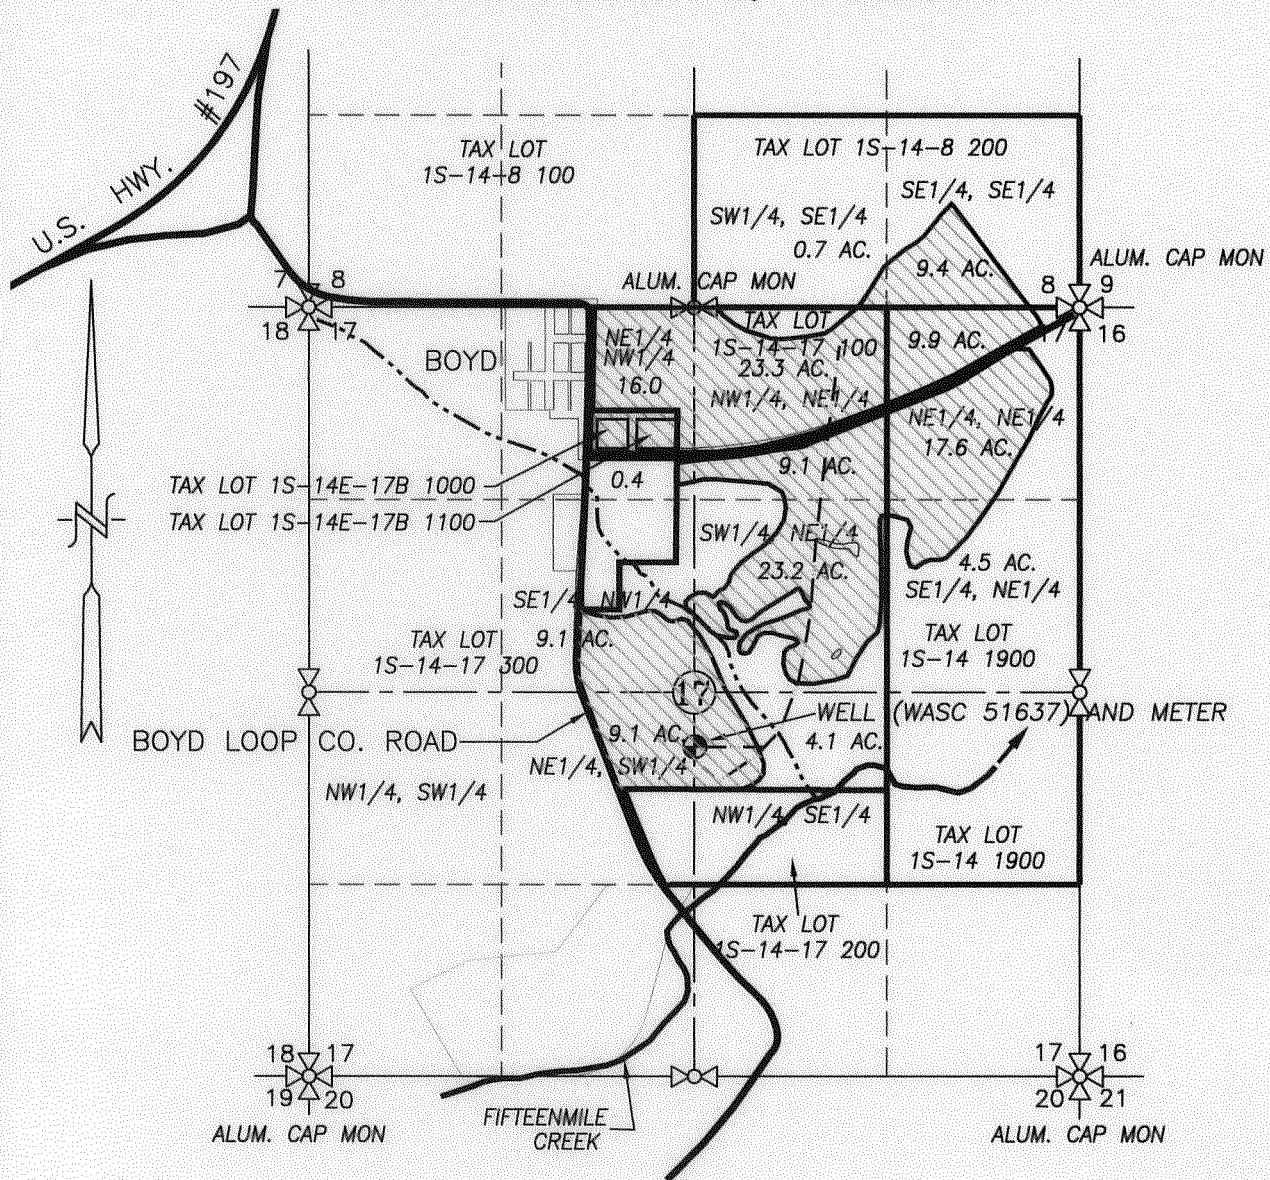 U.S. HWY. #197
TAX LOT
1S-14-8 100
TAX LOT 1S-14-8 200
SE1/4, SE1/4
SW1/4, SE1/4
0.7 AC.
9.4 AC.
ALUM. CAP MON
ALUM. CAP MON
7 8
18 17
8 9
17 16
BOYD
NE1/4
NW1/4
16.0
TAX LOT
1S-14-17 100
23.3 AC.
NW1/4, NE1/4
9.9 AC.
NE1/4, NE1/4
17.6 AC.
9.1 AC.
0.4
TAX LOT 1S-14E-17B 1000
TAX LOT 1S-14E-17B 1100
SW1/4, NE1/4
23.2 AC.
4.5 AC.
SE1/4, NE1/4
SE1/4, NW1/4
9.1 AC.
TAX LOT
1S-14-17 300
TAX LOT
1S-14 1900
17
WELL (WASC 51637) AND METER
4.1 AC.
BOYD LOOP CO. ROAD
9.1 AC.
NE1/4, SW1/4
NW1/4, SW1/4
NW1/4, SE1/4
TAX LOT
1S-14 1900
TAX LOT
1S-14-17 200
N
18 17
19 20
ALUM. CAP MON
FIFTEENMILE
CREEK
17 16
20 21
ALUM. CAP MON